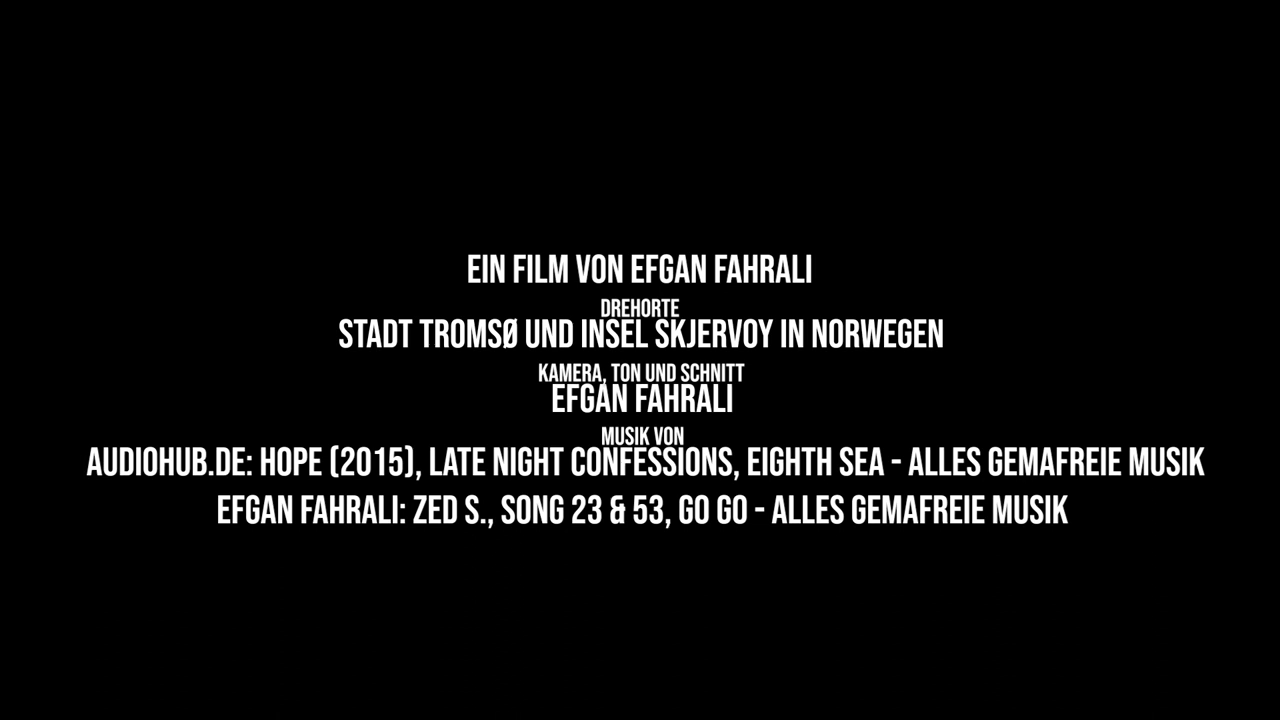 EIN FILM VON EFGAN FAHRALI
DREHORTE
STADT TROMSØ UND INSEL SKJERVOY IN NORWEGEN
KAMERA, TON UND SCHNITT
EFGAN FAHRALI
MUSIK VON
AUDIOHUB.DE: HOPE (2015), LATE NIGHT CONFESSIONS, EIGHTH SEA - ALLES GEMAFREIE MUSIK
EFGAN FAHRALI: ZED S., SONG 23 & 53, GO GO - ALLES GEMAFREIE MUSIK